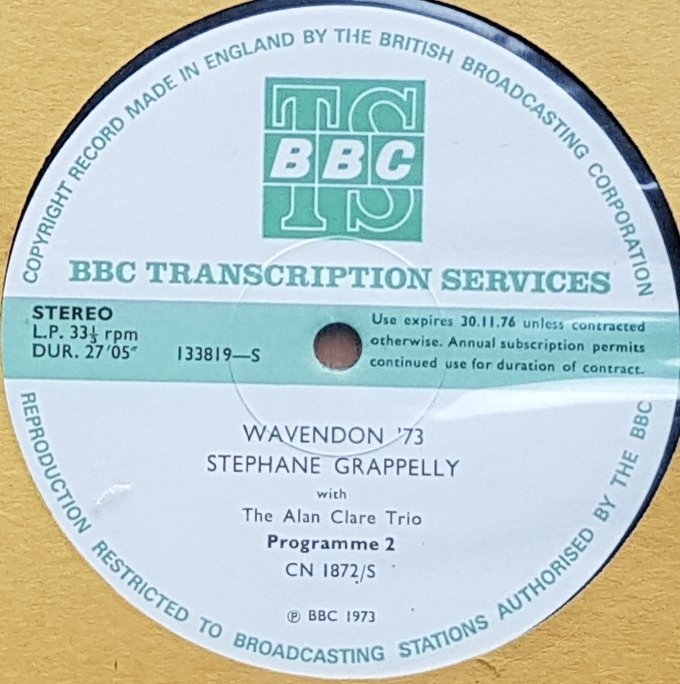 COPYRIGHT RECORD MADE IN ENGLAND BY THE BRITISH BROADCASTING CORPORATION
TS
BBC
BBC TRANSCRIPTION SERVICES
STEREO
L.P. 33⅓ rpm
DUR. 27'05"
133819—S
Use expires 30.11.76 unless contracted
otherwise. Annual subscription permits
continued use for duration of contract.
WAVENDON '73
STEPHANE GRAPPELLY
with
The Alan Clare Trio
Programme 2
CN 1872/S
℗ BBC 1973
REPRODUCTION RESTRICTED TO BROADCASTING STATIONS AUTHORISED BY THE BBC